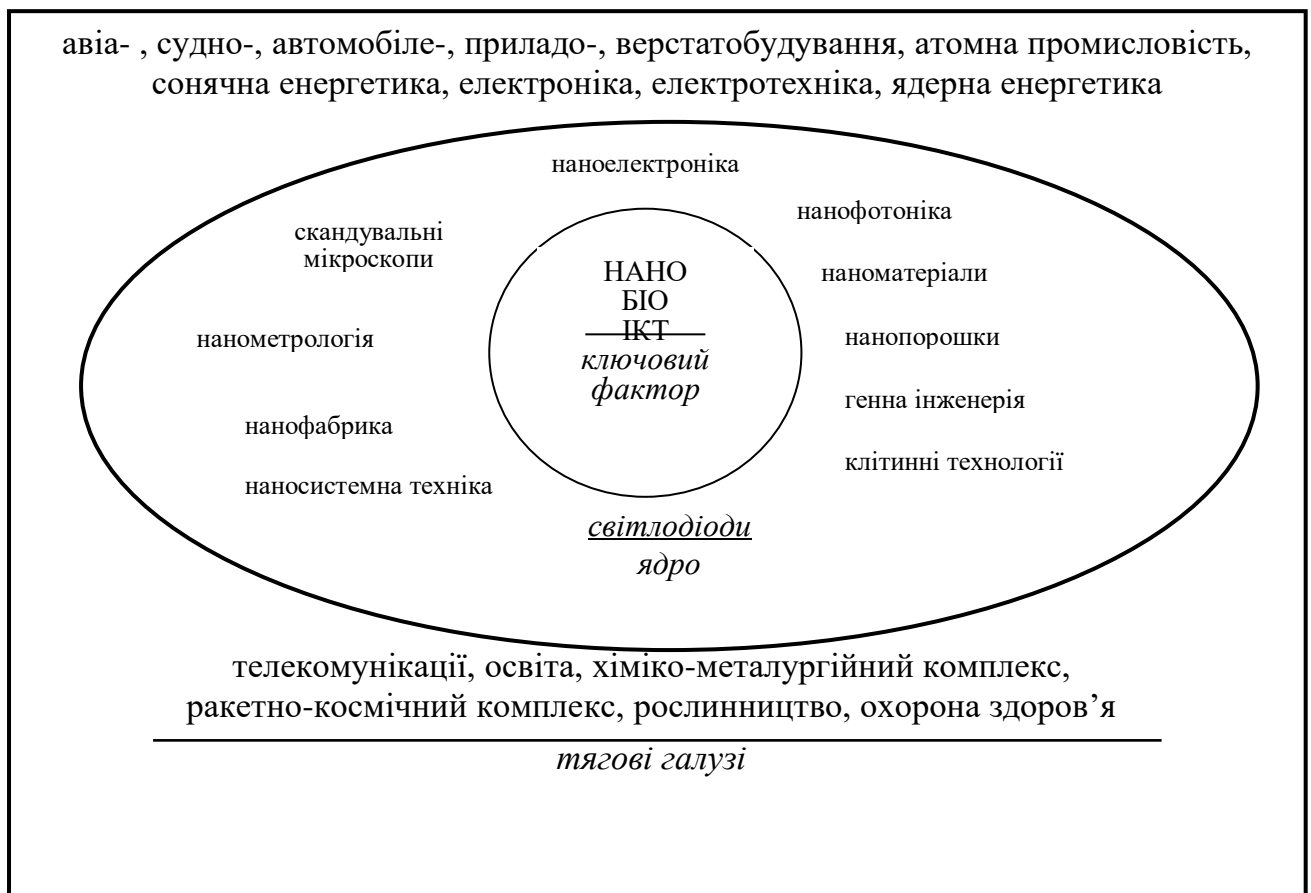 авіа- , судно-, автомобіле-, приладо-, верстатобудування, атомна промисловість,
сонячна енергетика, електроніка, електротехніка, ядерна енергетика
наноелектроніка
нанофотоніка
скандувальні
мікроскопи
НАНО
БІО
ІКТ
ключовий
фактор
наноматеріали
нанометрологія
нанопорошки
генна інженерія
нанофабрика
клітинні технології
наносистемна техніка
світлодіоди
ядро
телекомунікації, освіта, хіміко-металургійний комплекс,
ракетно-космічний комплекс, рослинництво, охорона здоров’я
тягові галузі